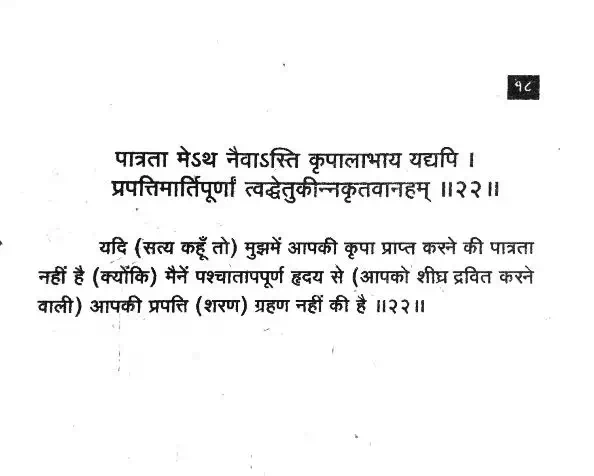 १८
पात्रता मेऽथ नैवाऽस्ति कृपालाभाय यद्यपि ।
प्रपत्तिमार्तिपूर्णां त्वद्धेतुकीन्नकृतवानहम् ॥२२॥
यदि (सत्य कहूँ तो) मुझमें आपकी कृपा प्राप्त करने की पात्रता
नहीं है (क्योंकि) मैनें पश्चातापपूर्ण हृदय से (आपको शीघ्र द्रवित करने
वाली) आपकी प्रपत्ति (शरण) ग्रहण नहीं की है ॥२२॥